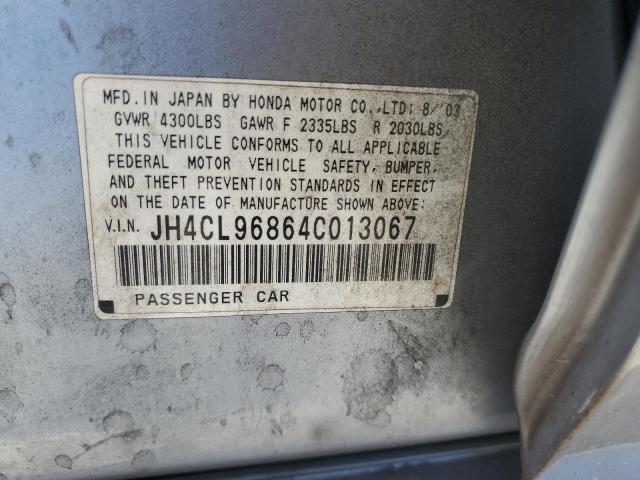 MFD. IN JAPAN BY HONDA MOTOR CO., LTD: 8/'03
GVWR 4300LBS GAWR F 2335LBS R 2030LBS
THIS VEHICLE CONFORMS TO ALL APPLICABLE
FEDERAL MOTOR VEHICLE SAFETY, BUMPER,
AND THEFT PREVENTION STANDARDS IN EFFECT
ON THE DATE OF MANUFACTURE SHOWN ABOVE:
V.I.N. JH4CL96864C013067
PASSENGER CAR